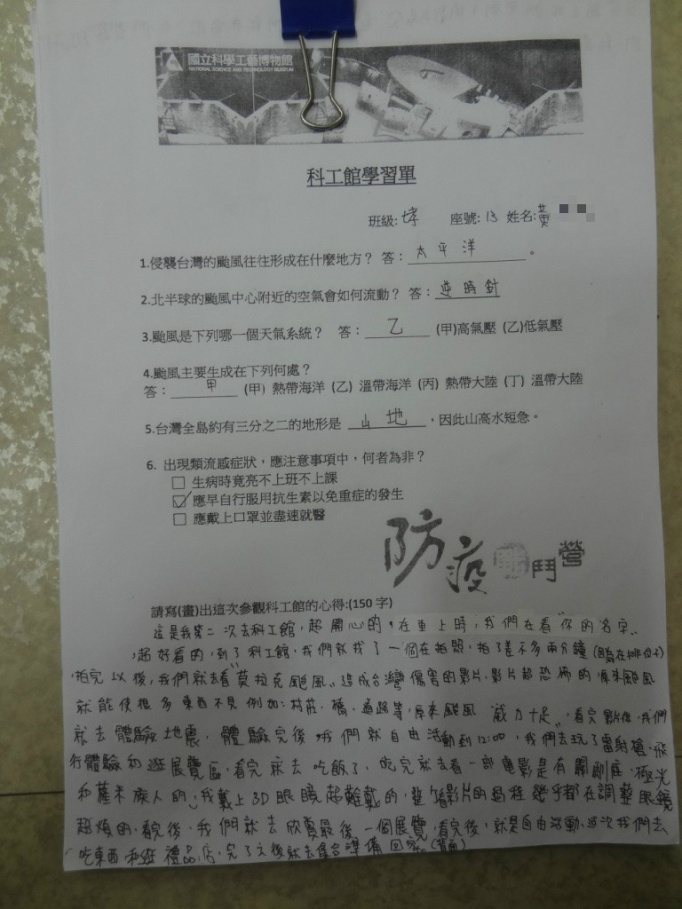 國立科學工藝博物館
NATIONAL SCIENCE AND TECHNOLOGY MUSEUM
科工館學習單
班級: 座號: 13 姓名: 黃
1.侵襲台灣的颱風往往形成在什麼地方？ 答： 太平洋 。
2.北半球的颱風中心附近的空氣會如何流動？ 答： 逆時針
3.颱風是下列哪一個天氣系統？ 答： 乙 (甲)高氣壓 (乙)低氣壓
4.颱風主要生成在下列何處？
答： 甲 (甲) 熱帶海洋 (乙) 溫帶海洋 (丙) 熱帶大陸 (丁) 溫帶大陸
5.台灣全島約有三分之二的地形是 山地 ，因此山高水短急。
6. 出現類流感症狀，應注意事項中，何者為非？
□ 生病時竟亮不上班不上課
☑ 應早自行服用抗生素以免重症的發生
□ 應戴上口罩並盡速就醫
防疫戰鬥營
請寫(畫)出這次參觀科工館的心得:(150 字)
這是我第二次去科工館，超開心的，在車上時，我們在看"你的名字"
，超好看的，到了科工館，我們就找了一個在拍照，拍了差不多兩分鐘
，拍完以後，我們就去看"莫拉克颱風"造成台灣傷害的影片，影片超恐怖的，原來颱風
就能使很多東西不見例如：村莊、橋、道路等，原來颱風"威力十足"，看完影片後，我們
就去體驗地震，體驗完後，我們就自由活動到12:00，我們去玩了雷射槍、飛
行體驗和逛展覽區，看完就去吃飯了，吃完就去看一部電影是有關馴鹿、極光
和薩米族人的，我戴上3D眼鏡超難戴的，整個看影片的過程幾乎都在調整眼鏡
超煩的，看完後，我們就去欣賞最後一個展覽，看完後，就是自由活動，這次我們去
吃東西和逛禮品店，完了之後就去集合準備回家。(背面)